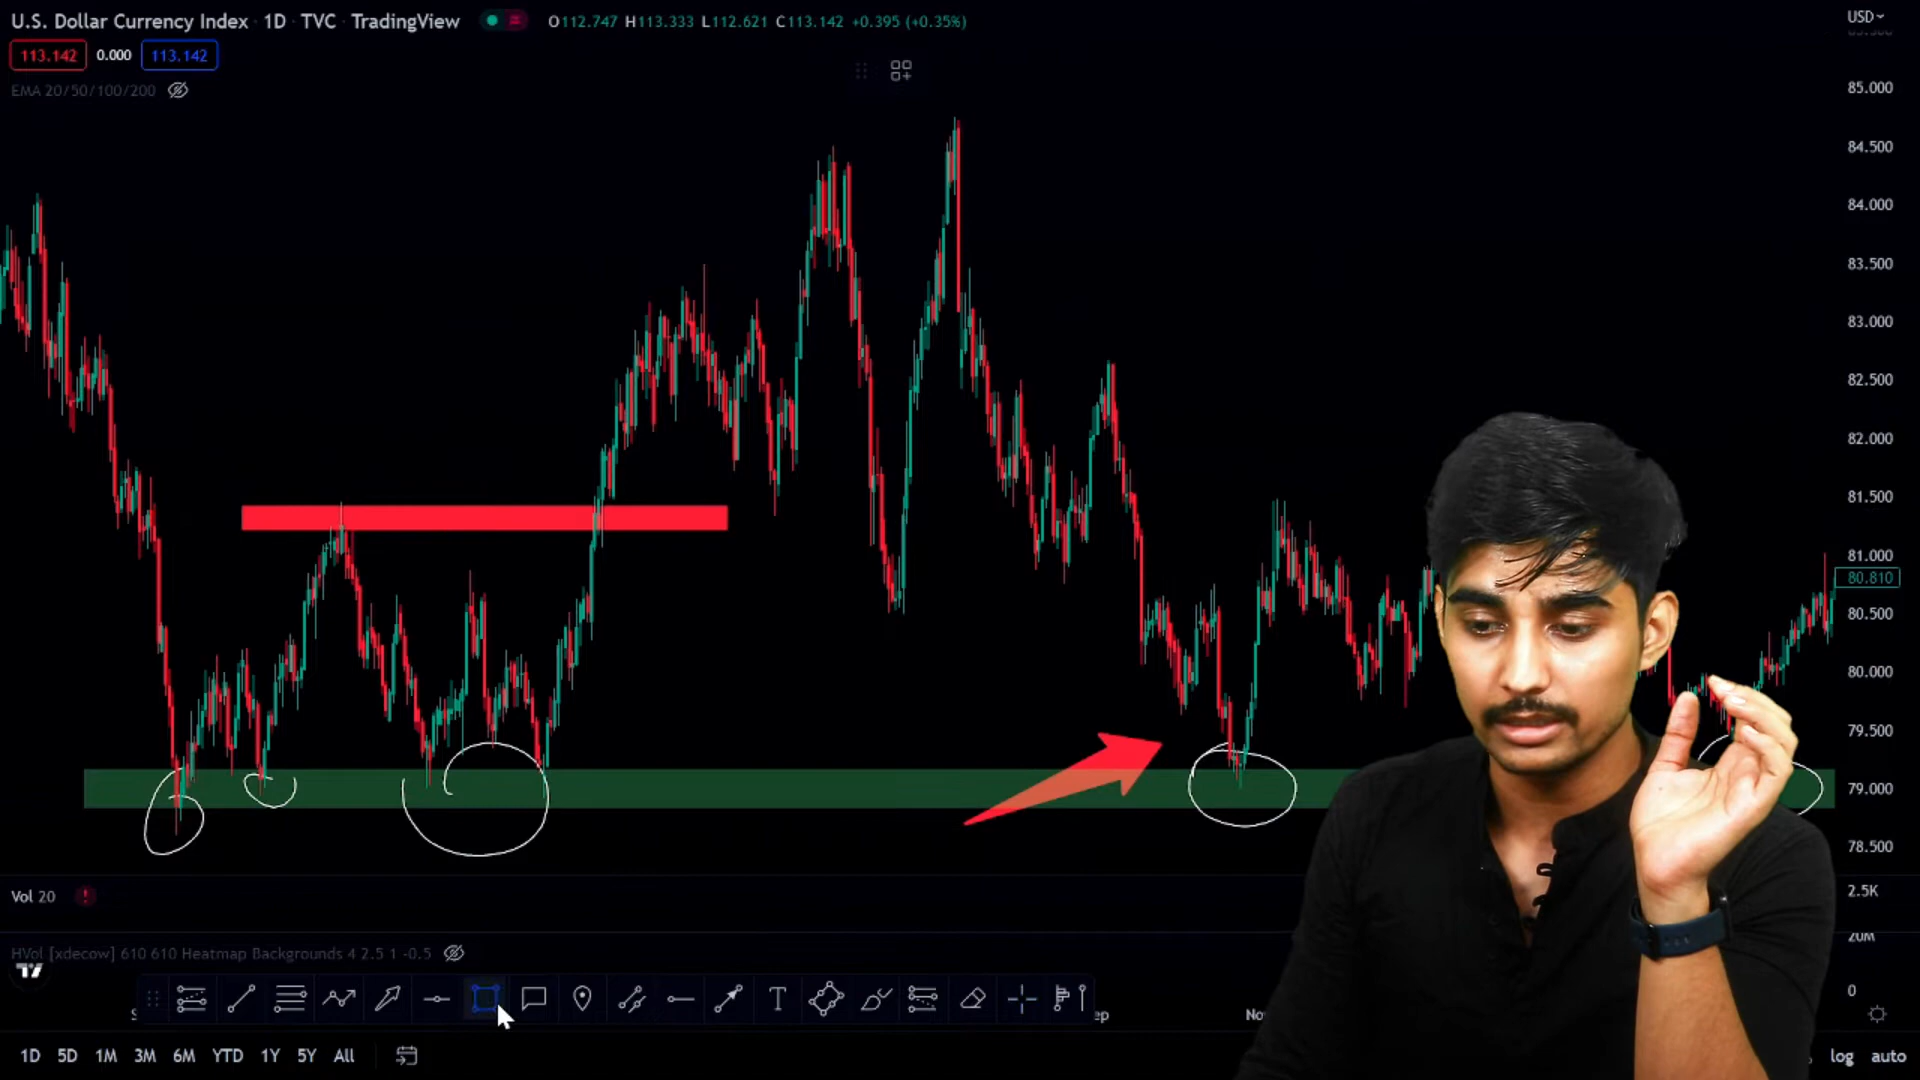 U.S. Dollar Currency Index · 1D · TVC · TradingView O112.747 H113.333 L112.621 C113.142 +0.395 (+0.35%)
USD
113.142 0.000 113.142
EMA 20/50/100/200
85.000
84.500
84.000
83.500
83.000
82.500
82.000
81.500
81.000
80.810
80.500
80.000
79.500
79.000
78.500
Vol 20
2.5K
20M
HVol [xdecow] 610 610 Heatmap Backgrounds 4 2.5 1 -0.5
0
1D 5D 1M 3M 6M YTD 1Y 5Y All
log auto